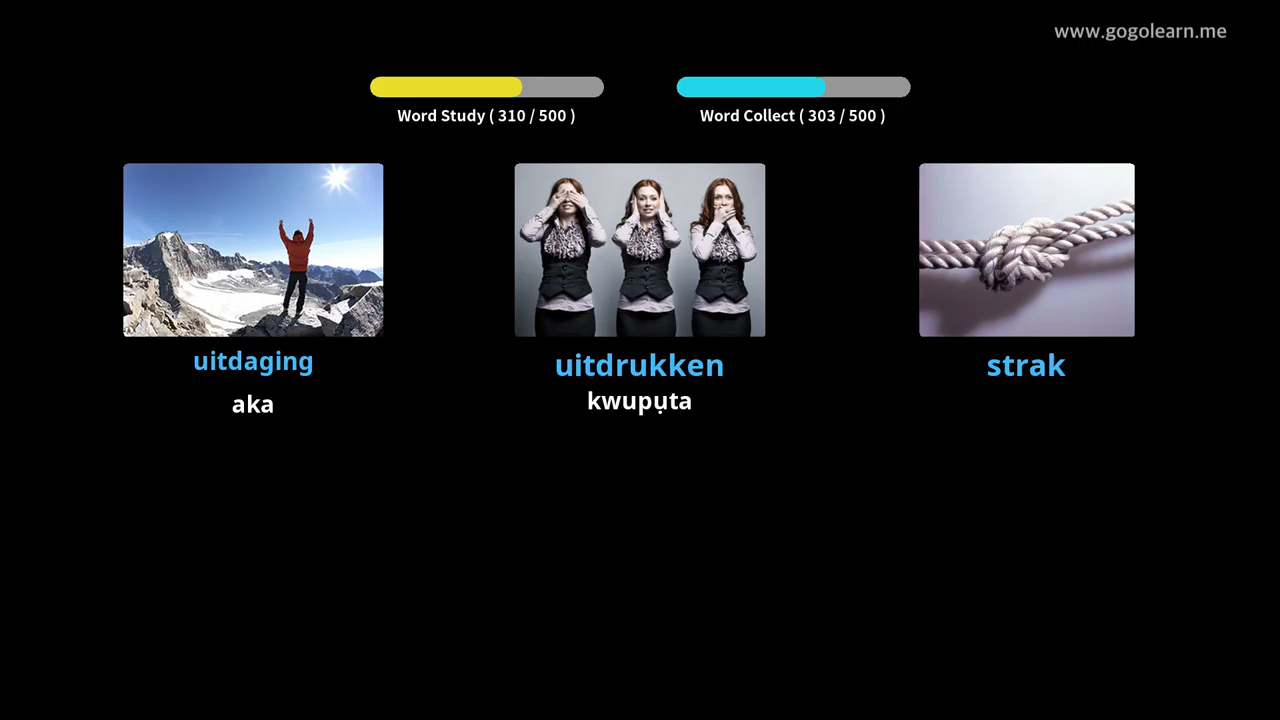 www.gogolearn.me
Word Study ( 310 / 500 )
Word Collect ( 303 / 500 )
uitdaging
uitdrukken
strak
aka
kwupụta